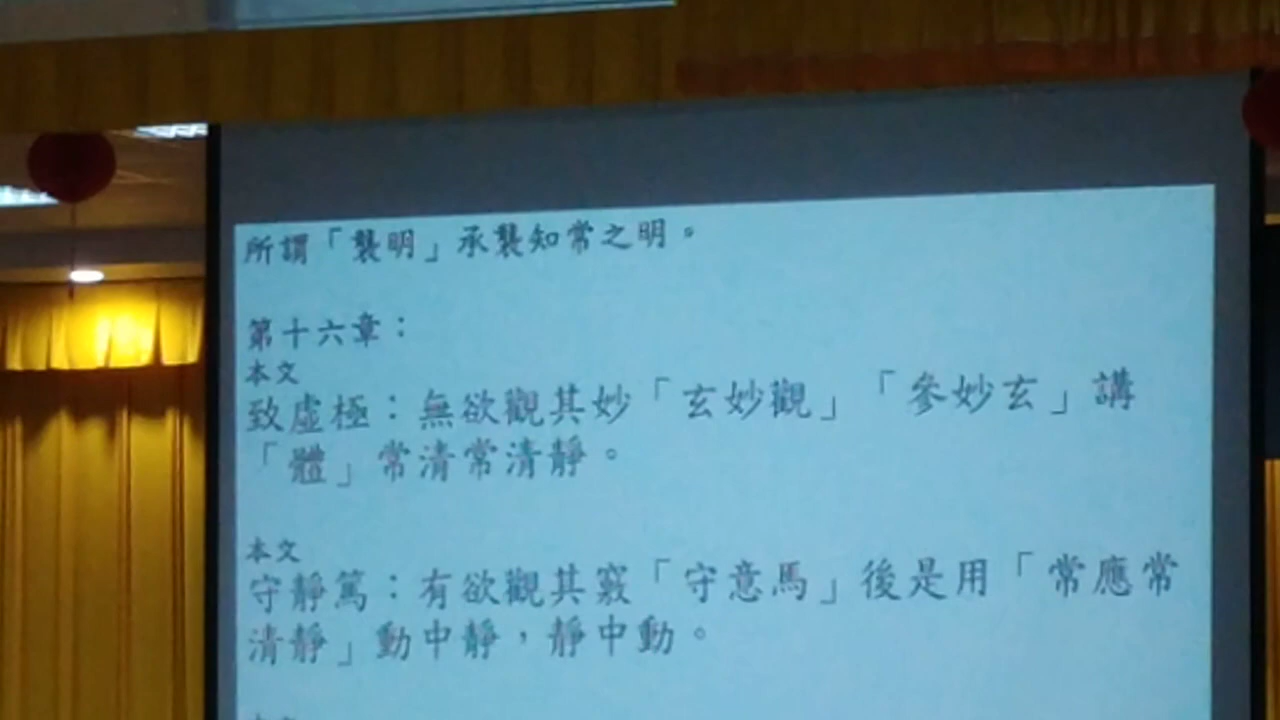 所謂「襲明」承襲知常之明。
第十六章：
本文
致虛極：無欲觀其妙「玄妙觀」「參妙玄」講
「體」常清常清靜。
本文
守靜篤：有欲觀其竅「守意馬」後是用「常應常
清靜」動中靜，靜中動。